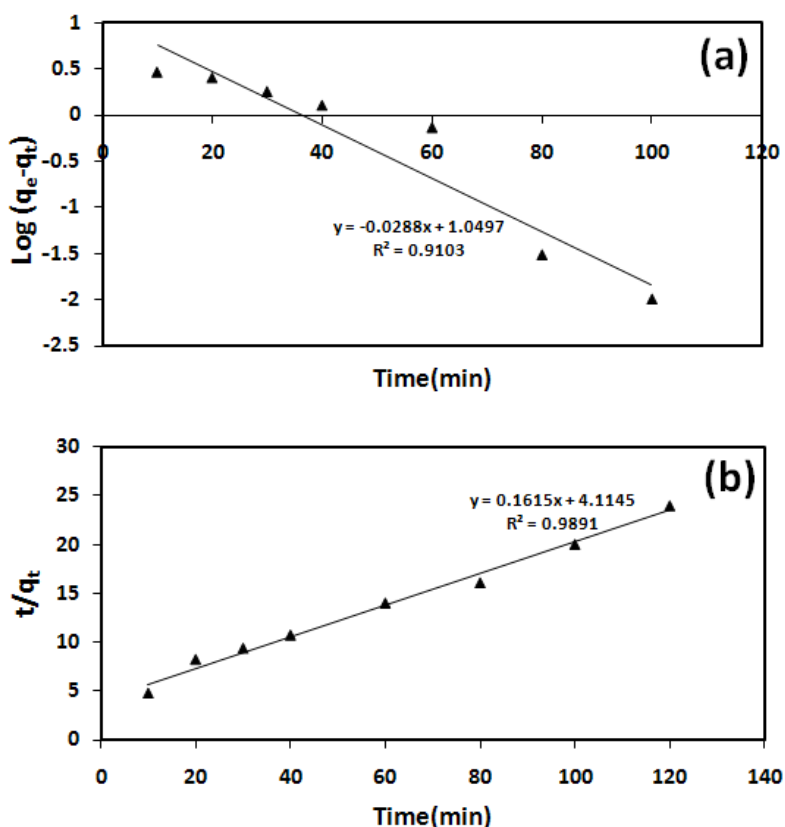 (a)
1
0.5
0
-0.5
-1
-1.5
-2
-2.5
20 40 60 80 100 120
Log (qe-qt)
y = -0.0288x + 1.0497
R² = 0.9103
Time(min)
(b)
30
25
20
15
10
5
0
0 20 40 60 80 100 120 140
t/qt
y = 0.1615x + 4.1145
R² = 0.9891
Time(min)